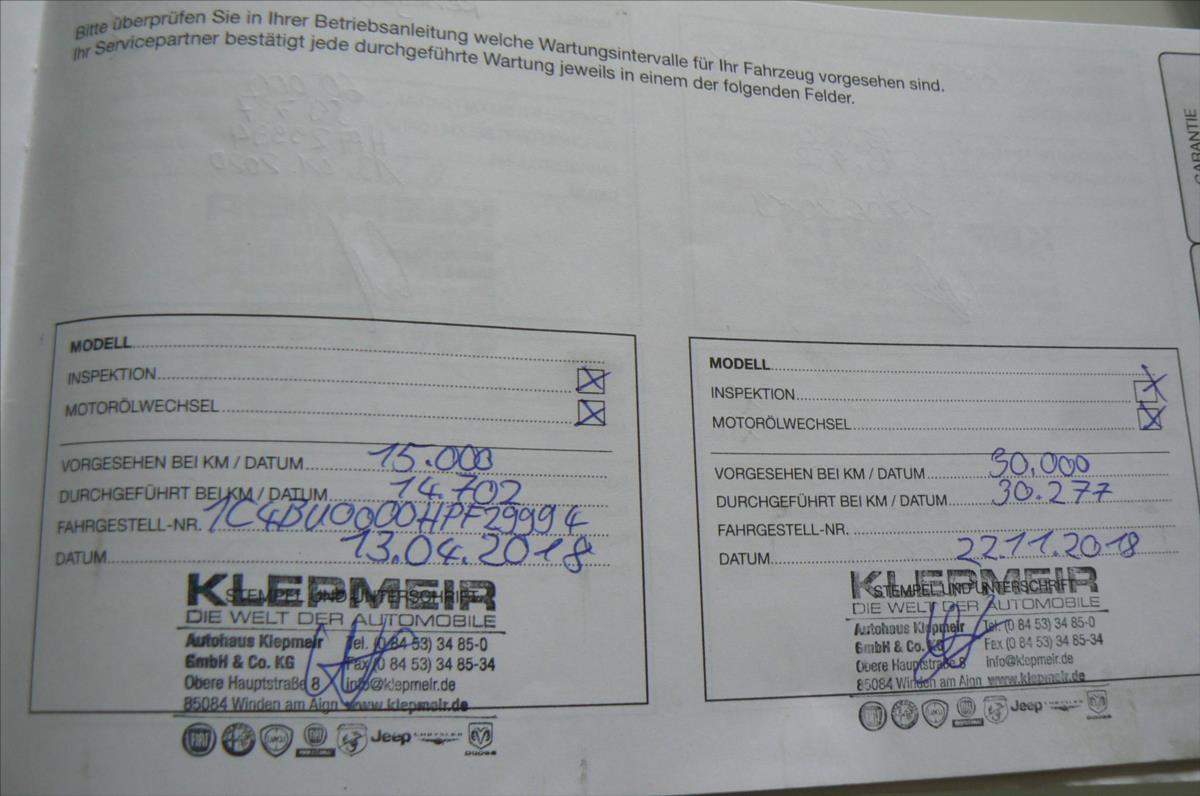 Bitte überprüfen Sie in Ihrer Betriebsanleitung welche Wartungsintervalle für Ihr Fahrzeug vorgesehen sind.
Ihr Servicepartner bestätigt jede durchgeführte Wartung jeweils in einem der folgenden Felder.
GARANTIE
MODELL
INSPEKTION
MOTORÖLWECHSEL
VORGESEHEN BEI KM / DATUM 15.000
DURCHGEFÜHRT BEI KM / DATUM 14.702
FAHRGESTELL-NR. 1C4BU0000HPF29994
DATUM 13.04.2018
KLEPMEIR
STEMPEL UND UNTERSCHRIFT
DIE WELT DER AUTOMOBILE
Autohaus Klepmeir Tel. (0 84 53) 34 85-0
GmbH & Co. KG Fax (0 84 53) 34 85-34
Obere Hauptstraße 8 info@klepmeir.de
85084 Winden am Aign www.klepmeir.de
FIAT Jeep CHRYSLER DODGE
MODELL
INSPEKTION
MOTORÖLWECHSEL
VORGESEHEN BEI KM / DATUM 30.000
DURCHGEFÜHRT BEI KM / DATUM 30.277
FAHRGESTELL-NR.
DATUM 22.11.2018
KLEPMEIR
STEMPEL UND UNTERSCHRIFT
DIE WELT DER AUTOMOBILE
Autohaus Klepmeir Tel. (0 84 53) 34 85-0
GmbH & Co. KG Fax (0 84 53) 34 85-34
Obere Hauptstraße 8 info@klepmeir.de
85084 Winden am Aign www.klepmeir.de
Jeep